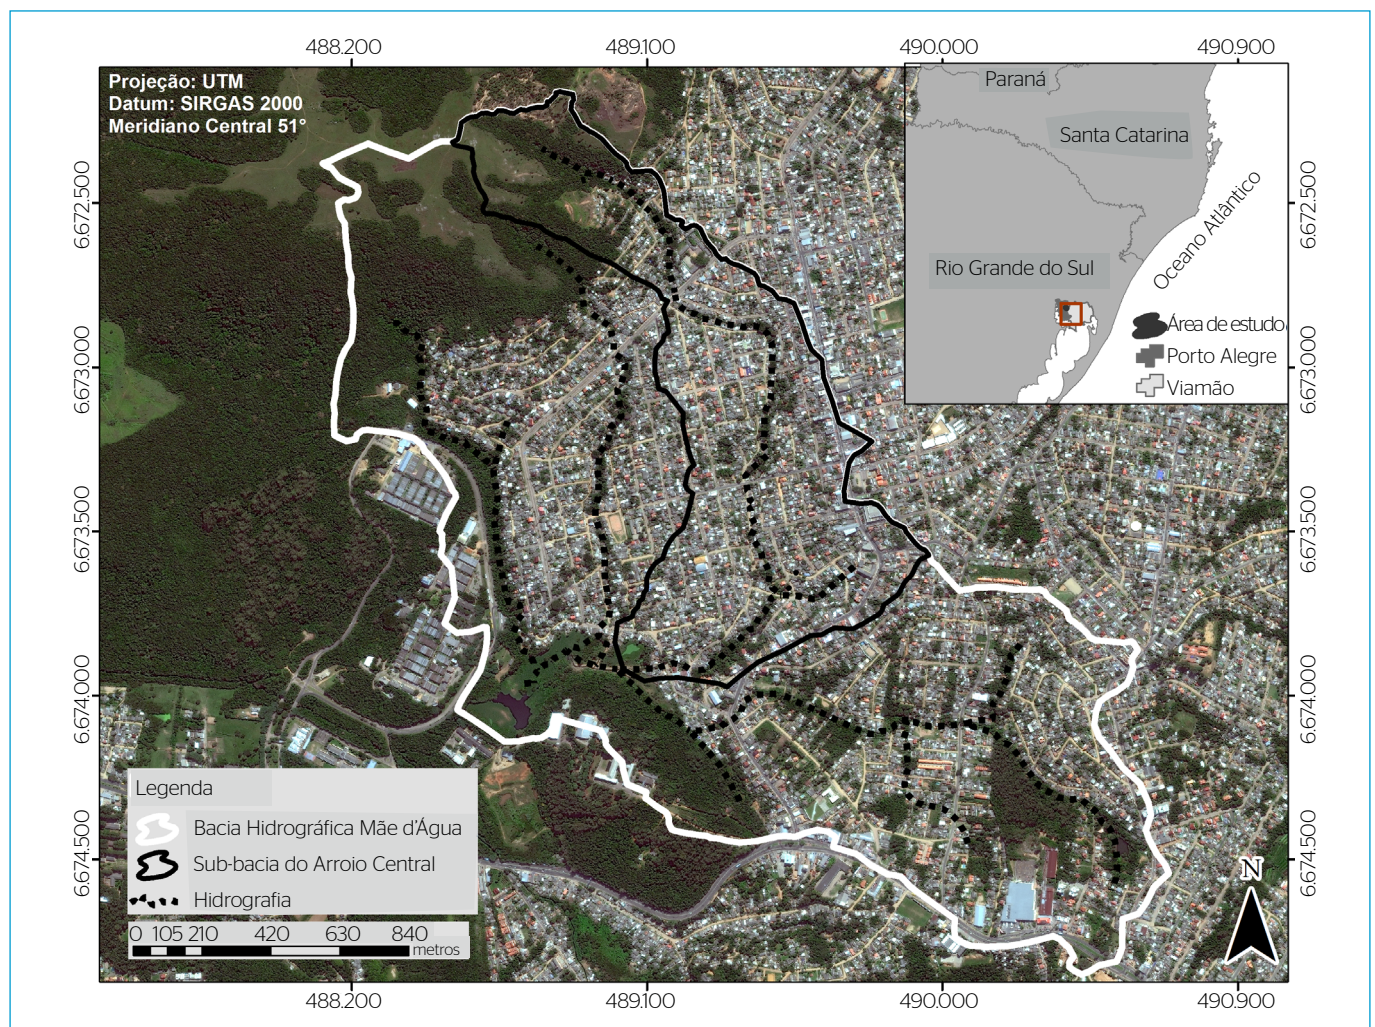 488.200 489.100 490.000 490.900
Projeção: UTM
Datum: SIRGAS 2000
Meridiano Central 51°
Paraná
Santa Catarina
Oceano Atlântico
Rio Grande do Sul
Área de estudo
Porto Alegre
Viamão
6.672.500
6.673.000
6.673.500
6.674.000
6.674.500
6.672.500
6.673.000
6.673.500
6.674.000
6.674.500
Legenda
Bacia Hidrográfica Mãe d'Água
Sub-bacia do Arroio Central
Hidrografia
0 105 210 420 630 840
metros
N
488.200 489.100 490.000 490.900